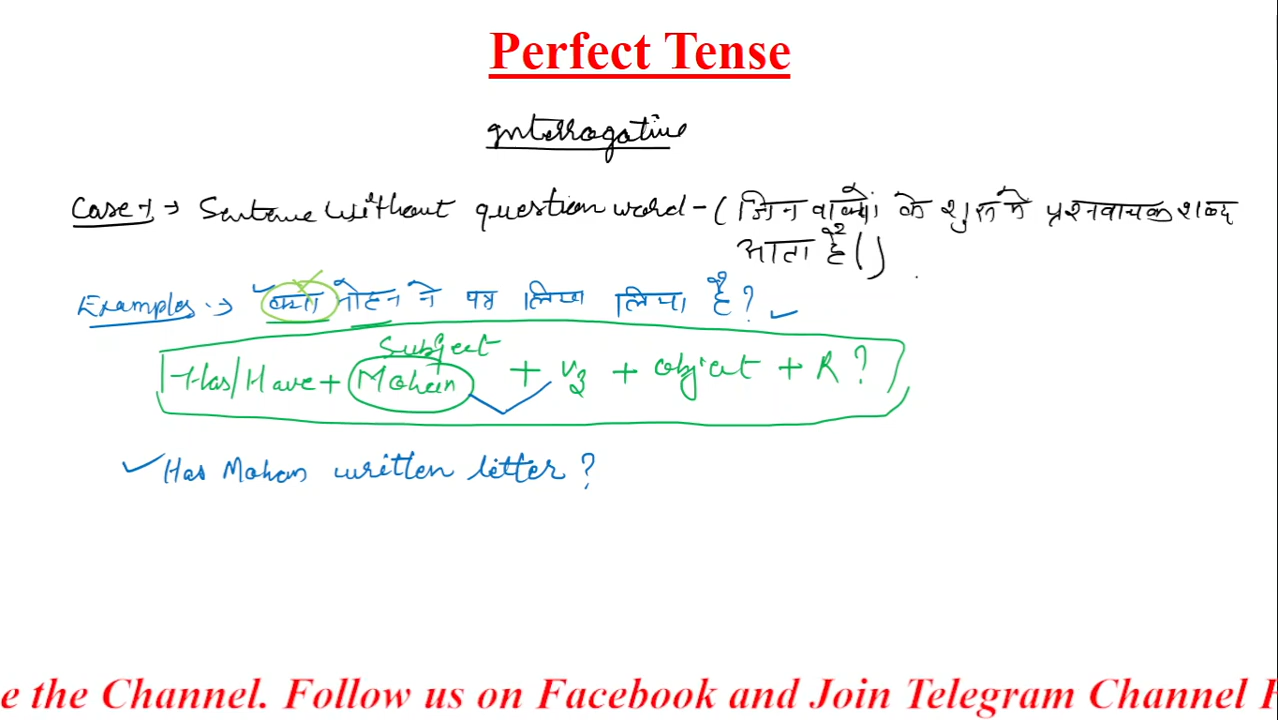 Perfect Tense
Interrogative
Case 1 → Sentence Without question word - ( जिन वाक्यों के शुरू में प्रश्नवाचक शब्द
आता है ()
Examples :→ क्या मोहन ने पत्र लिख लिया है?
Subject
Has/Have + Mohan + V3 + object + R ?
Has Mohan written letter ?
e the Channel. Follow us on Facebook and Join Telegram Channel F